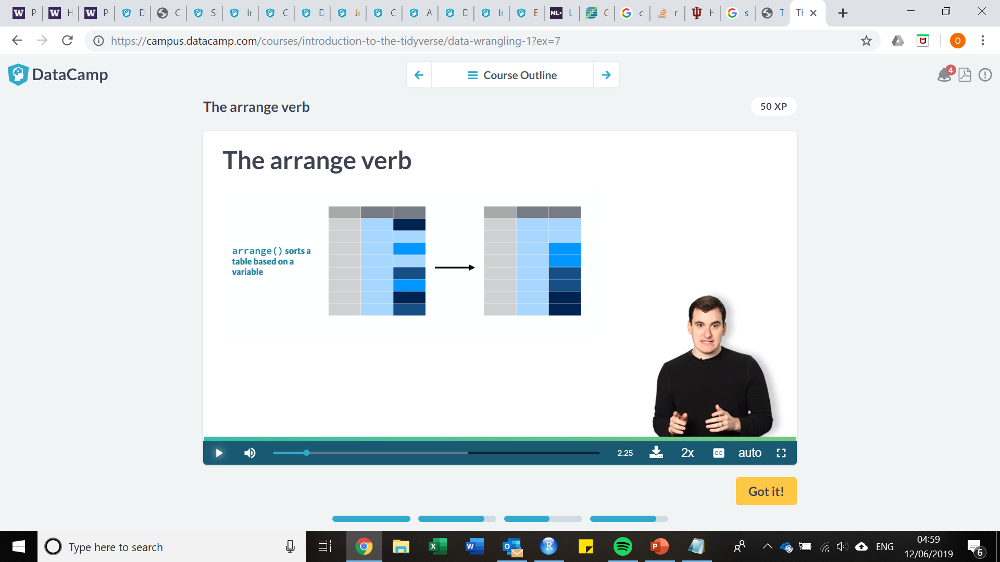 P
H
P
D
C
S
Ir
C
D
Jc
C
A
D
E
ML+
L
C
c
r
H
s
T
Th
https://campus.datacamp.com/courses/introduction-to-the-tidyverse/data-wrangling-1?ex=7
O
DataCamp
Course Outline
4
The arrange verb
50 XP
The arrange verb
arrange() sorts a
table based on a
variable
-2:25
2x
CC
auto
Got it!
Type here to search
ENG
04:59
12/06/2019
6